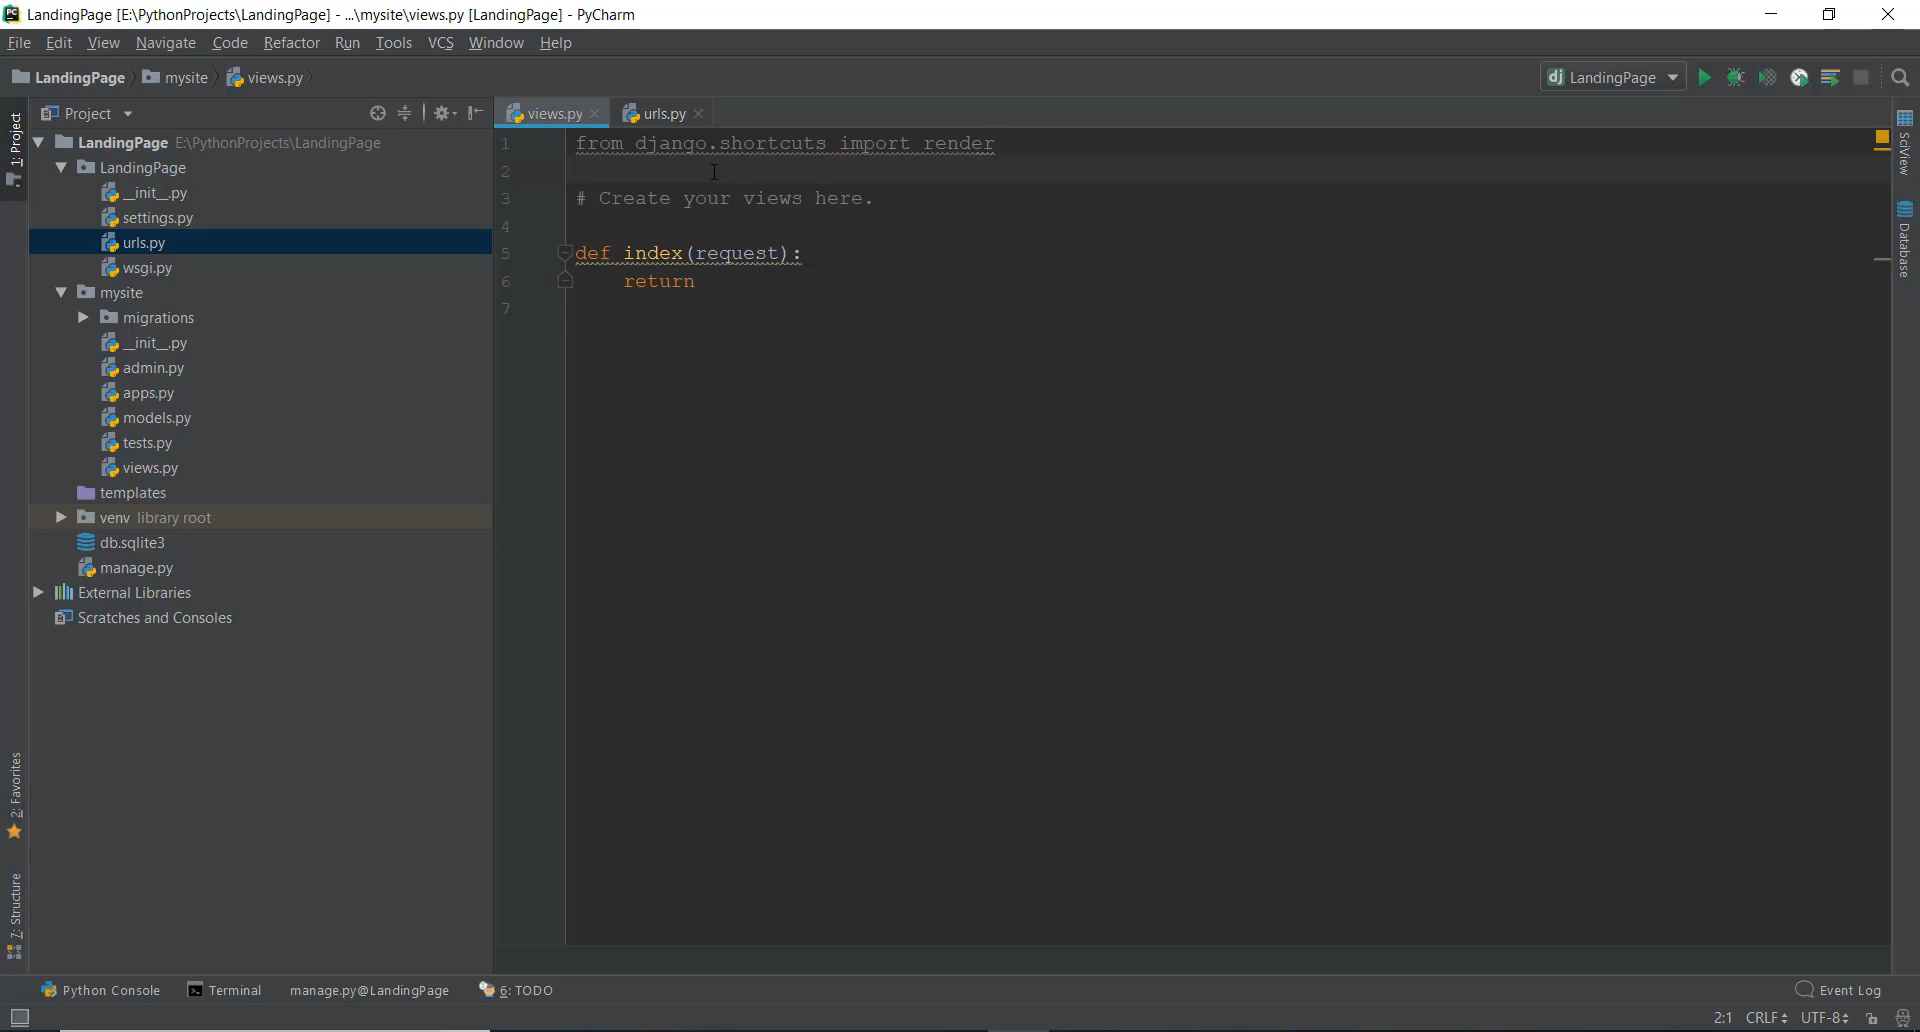 LandingPage [E:\PythonProjects\LandingPage] - ...\mysite\views.py [LandingPage] - PyCharm
File Edit View Navigate Code Refactor Run Tools VCS Window Help
LandingPage mysite views.py
LandingPage
Project
views.py urls.py
1: Project
LandingPage E:\PythonProjects\LandingPage
LandingPage
__init__.py
settings.py
urls.py
wsgi.py
mysite
migrations
__init__.py
admin.py
apps.py
models.py
tests.py
views.py
templates
venv library root
db.sqlite3
manage.py
External Libraries
Scratches and Consoles
1 from django.shortcuts import render
2
3 # Create your views here.
4
5 def index(request):
6 return
7
SciView
Database
2: Favorites
7: Structure
Python Console Terminal manage.py@LandingPage 6: TODO Event Log
2:1 CRLF UTF-8